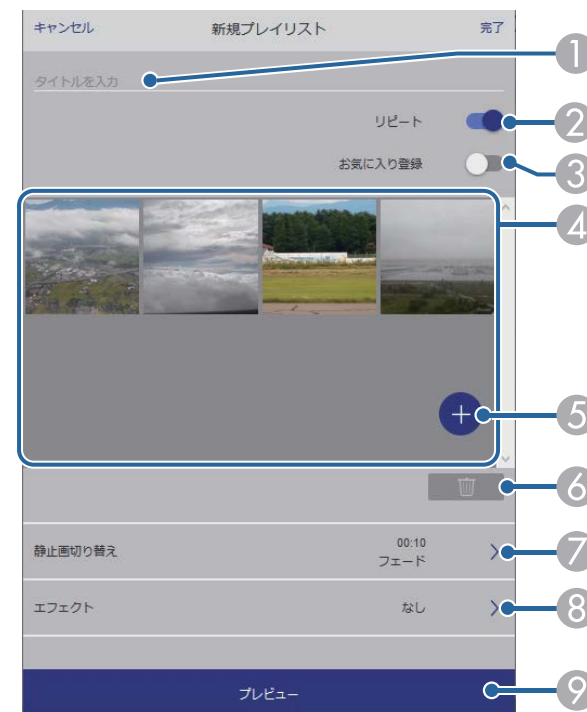 キャンセル 新規プレイリスト 完了
タイトルを入力 1
リピート 2
お気に入り登録 3
4
5
6
静止画切り替え 00:10 フェード 7
エフェクト なし 8
プレビュー 9